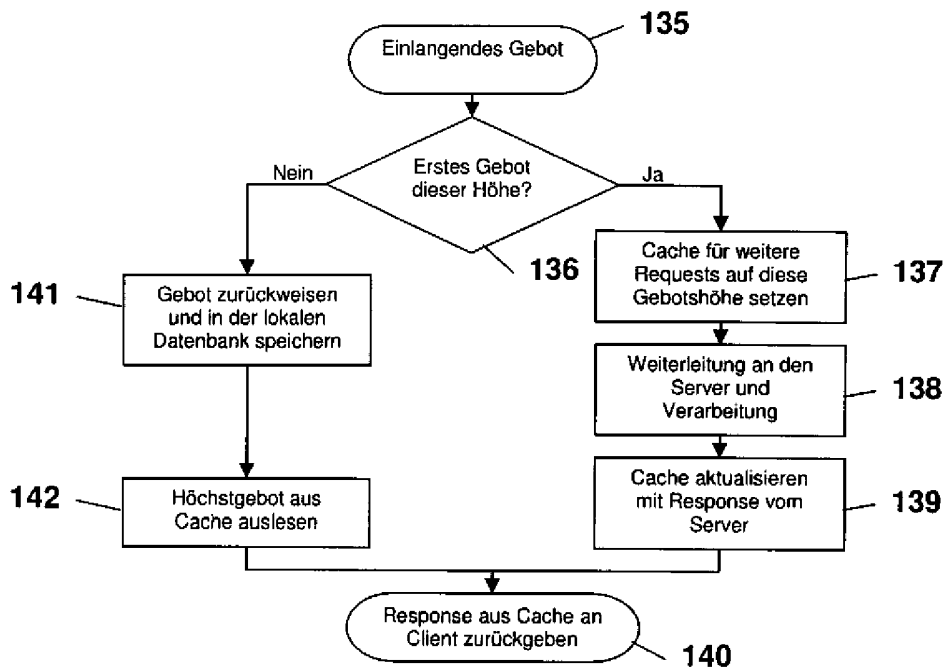 135
Einlangendes Gebot
Erstes Gebot
dieser Höhe?
Nein
Ja
136
Cache für weitere
Requests auf diese
Gebotshöhe setzen
137
141
Gebot zurückweisen
und in der lokalen
Datenbank speichern
Weiterleitung an den
Server und
Verarbeitung
138
142
Höchstgebot aus
Cache auslesen
Cache aktualisieren
mit Response vom
Server
139
Response aus Cache an
Client zurückgeben
140